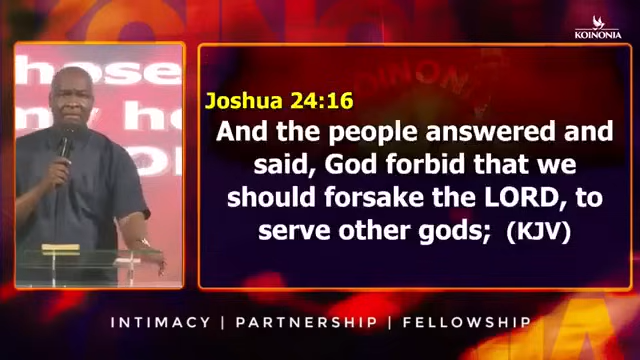 KOINONIA
hose
Joshua 24:16
And the people answered and
said, God forbid that we
should forsake the LORD, to
serve other gods; (KJV)
INTIMACY | PARTNERSHIP | FELLOWSHIP